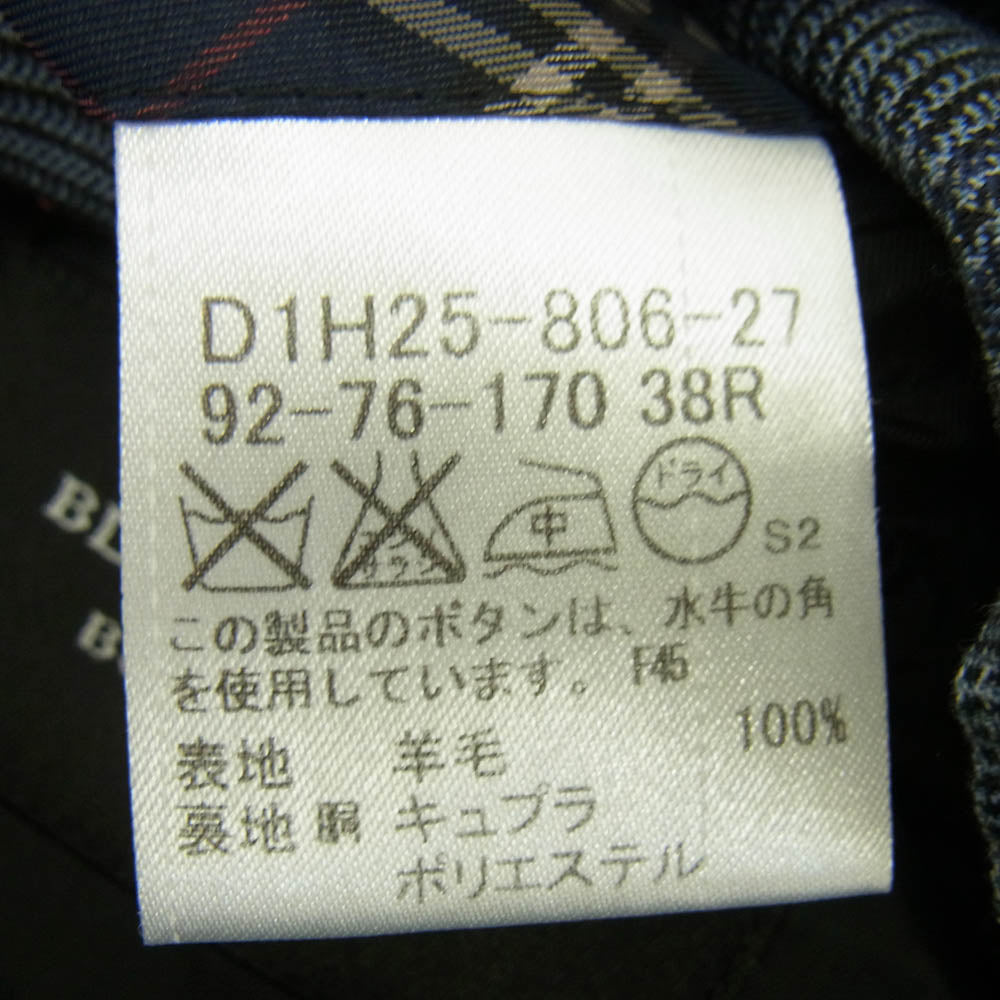 D1H25-806-27
92-76-170 38R
中
ドライ
S2
この製品のボタンは、水牛の角
を使用しています。 F45
表地 羊毛 100%
裏地 胴 キュプラ
ポリエステル
BL
B